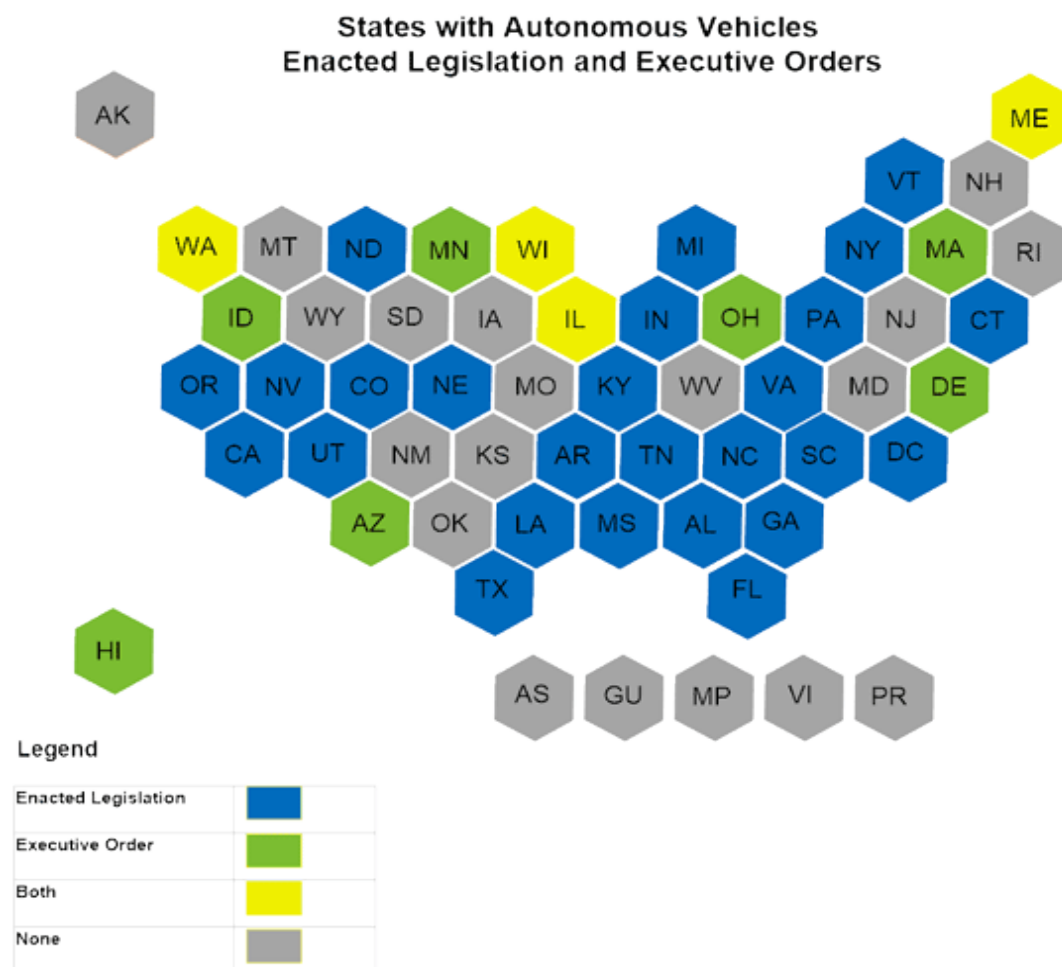 States with Autonomous Vehicles
Enacted Legislation and Executive Orders
AK
ME
VT NH
WA MT ND MN WI MI NY MA RI
ID WY SD IA IL IN OH PA NJ CT
OR NV CO NE MO KY WV VA MD DE
CA UT NM KS AR TN NC SC DC
AZ OK LA MS AL GA
TX FL
HI
AS GU MP VI PR
Legend
Enacted Legislation
Executive Order
Both
None